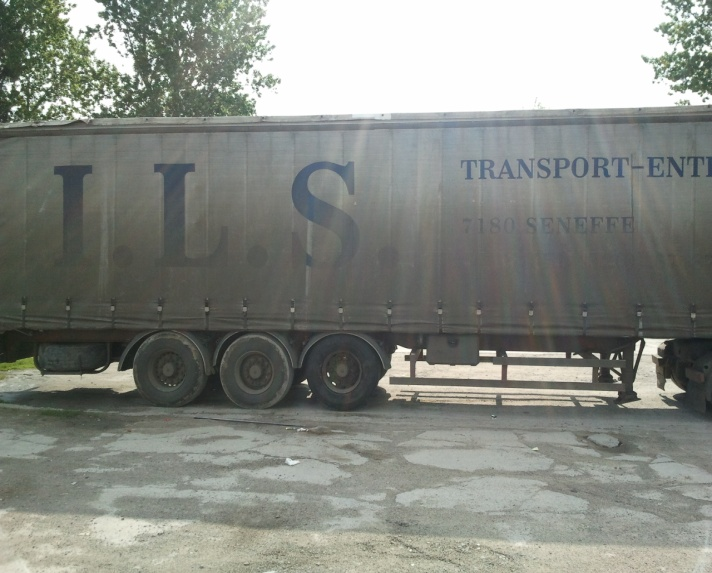 I.L.S.
TRANSPORT-ENT
7180 SENEFFE